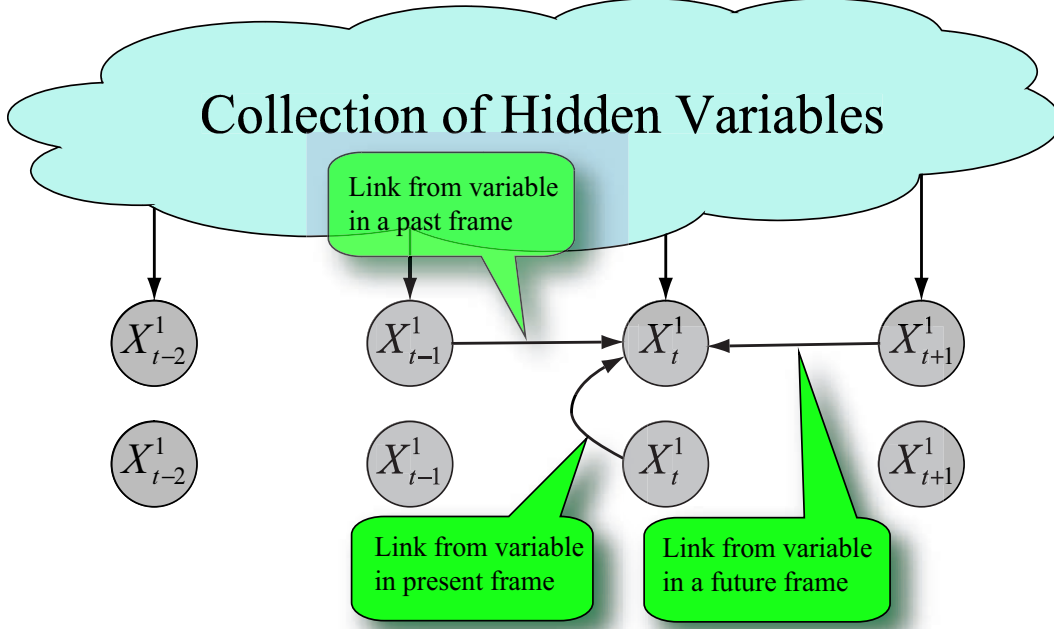 Collection of Hidden Variables
Link from variable
in a past frame
X^1_{t-2}
X^1_{t-1}
X^1_t
X^1_{t+1}
X^1_{t-2}
X^1_{t-1}
X^1_t
X^1_{t+1}
Link from variable
in present frame
Link from variable
in a future frame